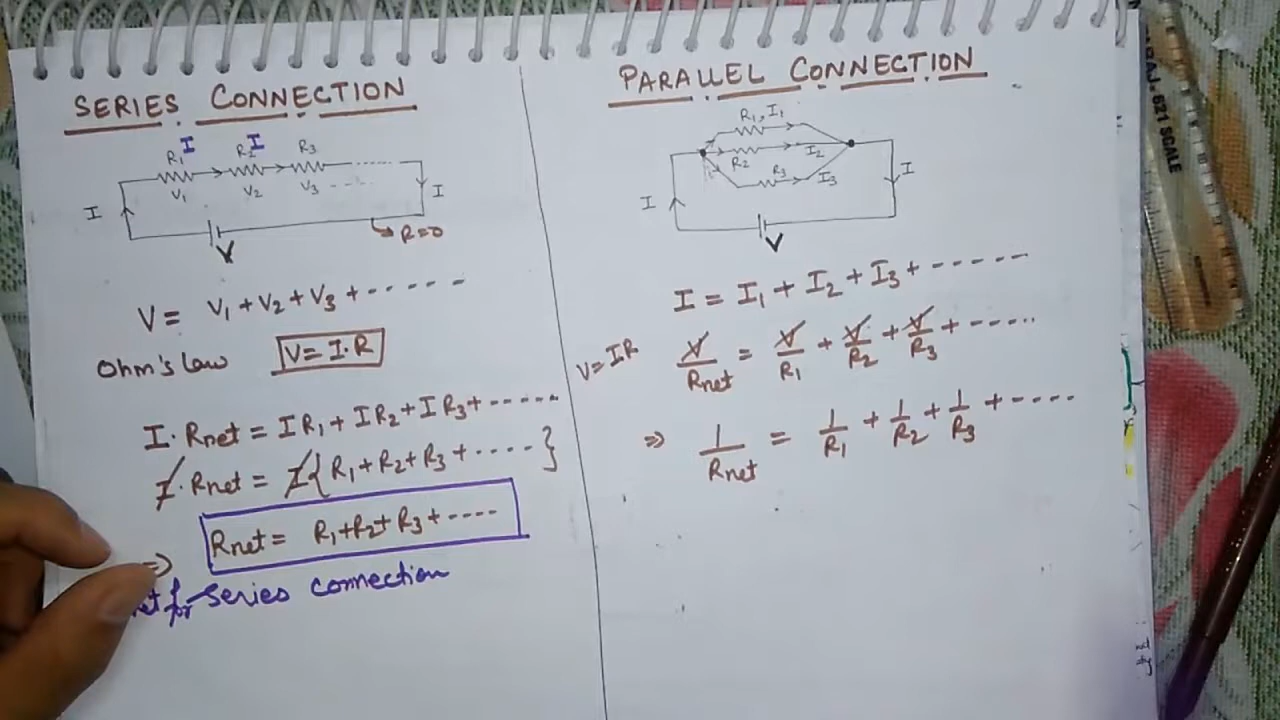 SERIES CONNECTION
R1 I R2 I R3
V1 V2 V3 ----
I
I
R=0
V
V = V1 + V2 + V3 + ------
Ohm's law V = I.R
I. Rnet = IR1 + IR2 + IR3 + ------
I. Rnet = I{R1 + R2 + R3 + ....}
⇒ Rnet = R1 + R2 + R3 + ----
for series connection
PARALLEL CONNECTION
R1, I1
R2 I2
R3 I3
I
I
V
I = I1 + I2 + I3 + -----
V = IR V/Rnet = V/R1 + V/R2 + V/R3 + -----
⇒ 1/Rnet = 1/R1 + 1/R2 + 1/R3 + ----
621 SCALE